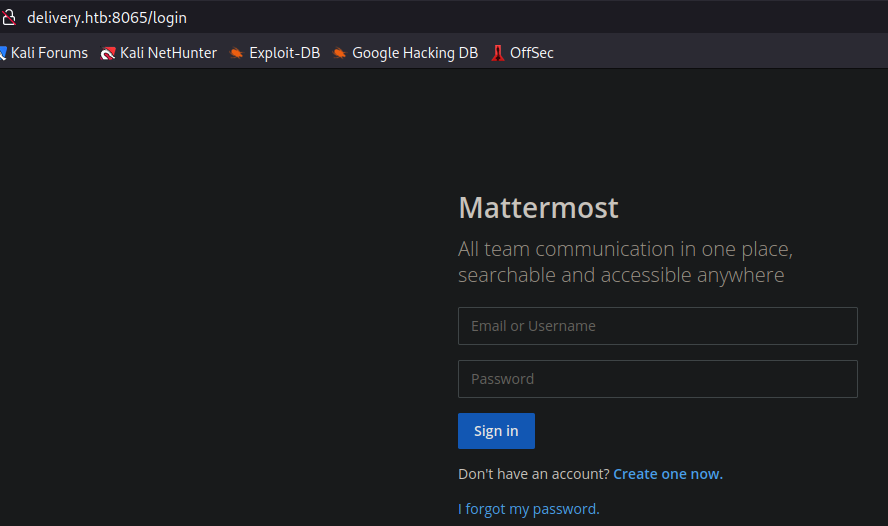 delivery.htb:8065/login
Kali Forums Kali NetHunter Exploit-DB Google Hacking DB OffSec
Mattermost
All team communication in one place,
searchable and accessible anywhere
Email or Username
Password
Sign in
Don't have an account? Create one now.
I forgot my password.